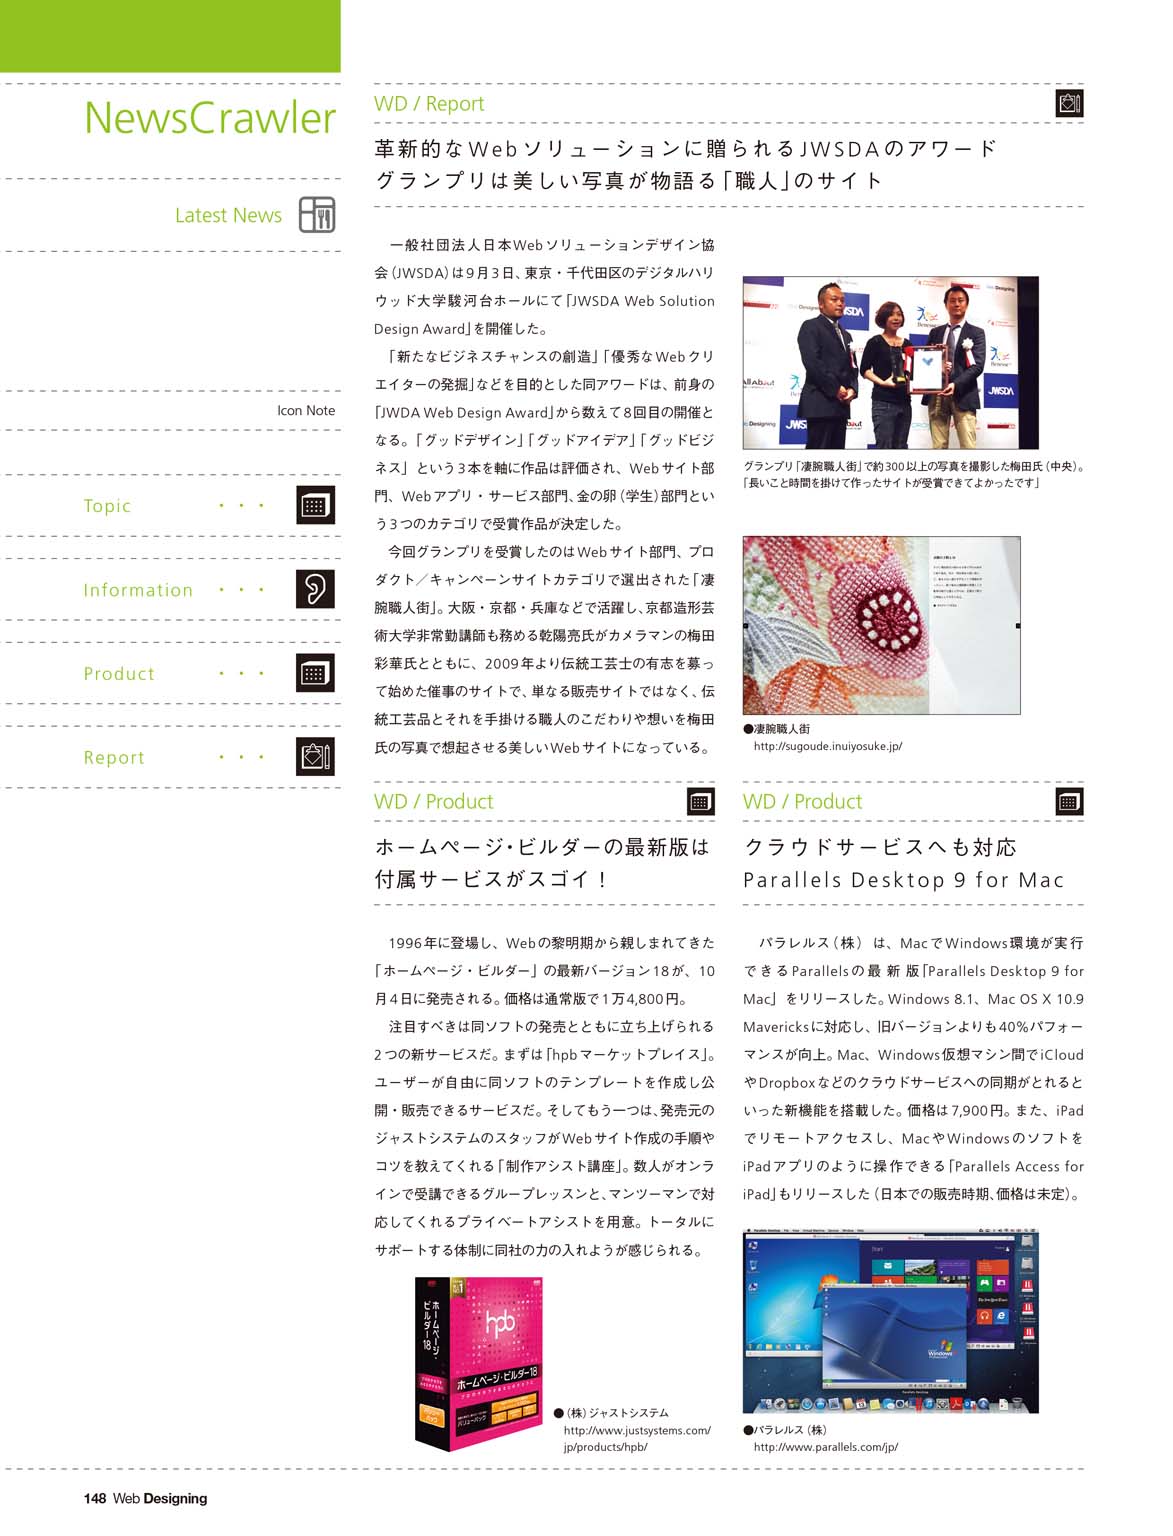 NewsCrawler
Latest News
Icon Note
Topic ・・・
Information ・・・
Product ・・・
Report ・・・
WD / Report
革新的なWebソリューションに贈られるJWSDAのアワード
グランプリは美しい写真が物語る「職人」のサイト
一般社団法人日本Webソリューションデザイン協
会（JWSDA）は9月3日、東京・千代田区のデジタルハリ
ウッド大学駿河台ホールにて「JWSDA Web Solution
Design Award」を開催した。
「新たなビジネスチャンスの創造」「優秀なWebクリ
エイターの発掘」などを目的とした同アワードは、前身の
「JWDA Web Design Award」から数えて8回目の開催と
なる。「グッドデザイン」「グッドアイデア」「グッドビジ
ネス」という3本を軸に作品は評価され、Webサイト部
門、Webアプリ・サービス部門、金の卵（学生）部門とい
う3つのカテゴリで受賞作品が決定した。
今回グランプリを受賞したのはWebサイト部門、プロ
ダクト／キャンペーンサイトカテゴリで選出された「凄
腕職人街」。大阪・京都・兵庫などで活躍し、京都造形芸
術大学非常勤講師も務める乾陽亮氏がカメラマンの梅田
彩華氏とともに、2009年より伝統工芸士の有志を募っ
て始めた催事のサイトで、単なる販売サイトではなく、伝
統工芸品とそれを手掛ける職人のこだわりや想いを梅田
氏の写真で想起させる美しいWebサイトになっている。
グランプリ「凄腕職人街」で約300以上の写真を撮影した梅田氏（中央）。
「長いこと時間を掛けて作ったサイトが受賞できてよかったです」
●凄腕職人街
http://sugoude.inuiyosuke.jp/
WD / Product
ホームページ・ビルダーの最新版は
付属サービスがスゴイ！
1996年に登場し、Webの黎明期から親しまれてきた
「ホームページ・ビルダー」の最新バージョン18が、10
月4日に発売される。価格は通常版で1万4,800円。
注目すべきは同ソフトの発売とともに立ち上げられる
2つの新サービスだ。まずは「hpbマーケットプレイス」。
ユーザーが自由に同ソフトのテンプレートを作成し公
開・販売できるサービスだ。そしてもう一つは、発売元の
ジャストシステムのスタッフがWebサイト作成の手順や
コツを教えてくれる「制作アシスト講座」。数人がオンラ
インで受講できるグループレッスンと、マンツーマンで対
応してくれるプライベートアシストを用意。トータルに
サポートする体制に同社の力の入れようが感じられる。
hpb
ホームページ・ビルダー18
ホームページ・ビルダー18
バリューパック
●（株）ジャストシステム
http://www.justsystems.com/
jp/products/hpb/
WD / Product
クラウドサービスへも対応
Parallels Desktop 9 for Mac
パラレルス（株）は、MacでWindows環境が実行
できるParallelsの最新版「Parallels Desktop 9 for
Mac」をリリースした。Windows 8.1、Mac OS X 10.9
Mavericksに対応し、旧バージョンよりも40%パフォー
マンスが向上。Mac、Windows仮想マシン間でiCloud
やDropboxなどのクラウドサービスへの同期がとれると
いった新機能を搭載した。価格は7,900円。また、iPad
でリモートアクセスし、MacやWindowsのソフトを
iPadアプリのように操作できる「Parallels Access for
iPad」もリリースした（日本での販売時期、価格は未定）。
Start
Windows
●パラレルス（株）
http://www.parallels.com/jp/
148 Web Designing